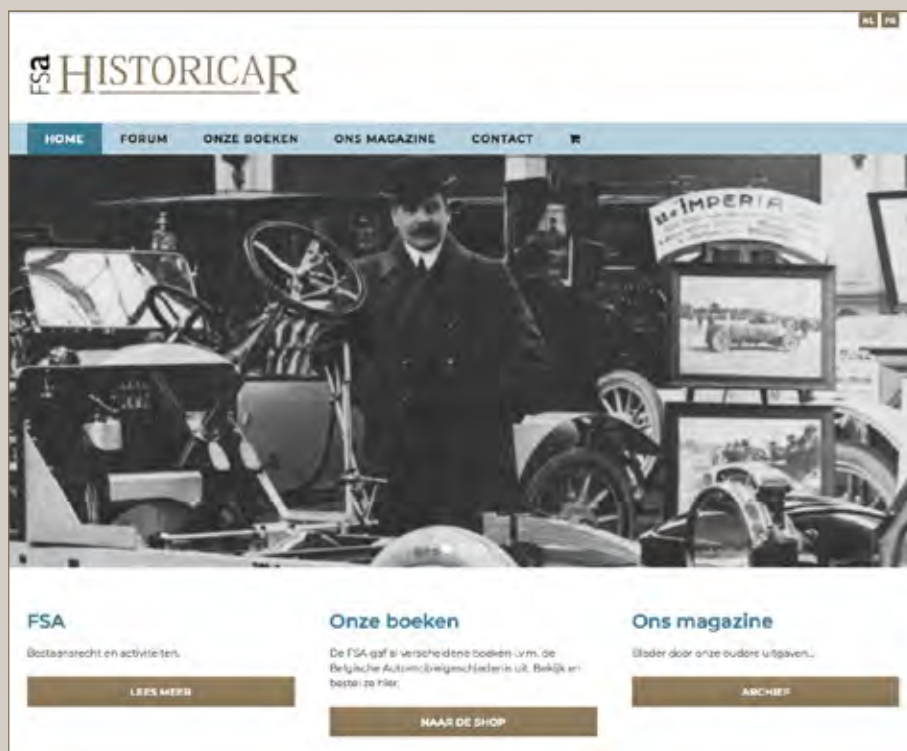 NL FR
FSa HISTORICAR
HOME FORUM ONZE BOEKEN ONS MAGAZINE CONTACT
IMPERIA
FSA
Bestaansrecht en activiteiten.
LEES MEER
Onze boeken
De FSA gaf al verscheidene boeken i.v.m. de
Belgische Automobielgeschiedenis uit. Bekijk en
bestel ze hier.
NAAR DE SHOP
Ons magazine
Blader door onze oudere uitgaven...
ARCHIEF